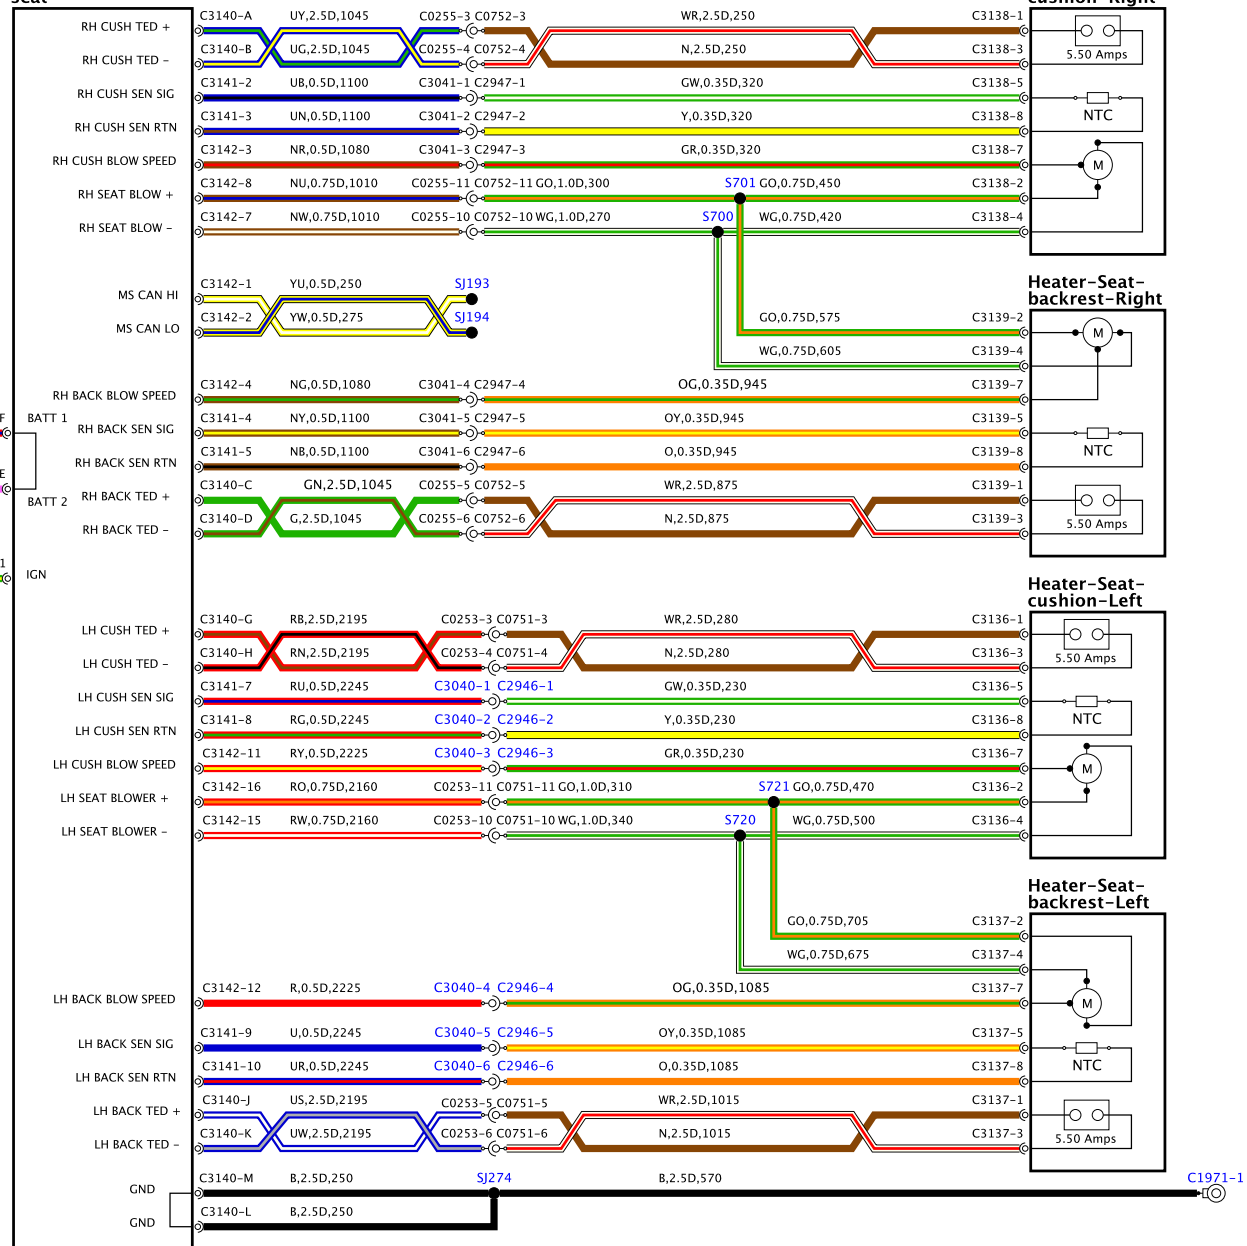 seat
cushion-Right
RH CUSH TED + C3140-A UY,2.5D,1045 C0255-3 C0752-3 WR,2.5D,250 C3138-1
RH CUSH TED - C3140-B UG,2.5D,1045 C0255-4 C0752-4 N,2.5D,250 C3138-3
5.50 Amps
RH CUSH SEN SIG C3141-2 UB,0.5D,1100 C3041-1 C2947-1 GW,0.35D,320 C3138-5
NTC
RH CUSH SEN RTN C3141-3 UN,0.5D,1100 C3041-2 C2947-2 Y,0.35D,320 C3138-8
RH CUSH BLOW SPEED C3142-3 NR,0.5D,1080 C3041-3 C2947-3 GR,0.35D,320 C3138-7
M
RH SEAT BLOW + C3142-8 NU,0.75D,1010 C0255-11 C0752-11 GO,1.0D,300 S701 GO,0.75D,450 C3138-2
RH SEAT BLOW - C3142-7 NW,0.75D,1010 C0255-10 C0752-10 WG,1.0D,270 S700 WG,0.75D,420 C3138-4
Heater-Seat-
backrest-Right
MS CAN HI C3142-1 YU,0.5D,250 SJ193
MS CAN LO C3142-2 YW,0.5D,275 SJ194
GO,0.75D,575 C3139-2
M
WG,0.75D,605 C3139-4
RH BACK BLOW SPEED C3142-4 NG,0.5D,1080 C3041-4 C2947-4 OG,0.35D,945 C3139-7
F BATT 1
RH BACK SEN SIG C3141-4 NY,0.5D,1100 C3041-5 C2947-5 OY,0.35D,945 C3139-5
NTC
RH BACK SEN RTN C3141-5 NB,0.5D,1100 C3041-6 C2947-6 O,0.35D,945 C3139-8
E BATT 2
RH BACK TED + C3140-C GN,2.5D,1045 C0255-5 C0752-5 WR,2.5D,875 C3139-1
RH BACK TED - C3140-D G,2.5D,1045 C0255-6 C0752-6 N,2.5D,875 C3139-3
5.50 Amps
1 IGN
Heater-Seat-
cushion-Left
LH CUSH TED + C3140-G RB,2.5D,2195 C0253-3 C0751-3 WR,2.5D,280 C3136-1
LH CUSH TED - C3140-H RN,2.5D,2195 C0253-4 C0751-4 N,2.5D,280 C3136-3
5.50 Amps
LH CUSH SEN SIG C3141-7 RU,0.5D,2245 C3040-1 C2946-1 GW,0.35D,230 C3136-5
NTC
LH CUSH SEN RTN C3141-8 RG,0.5D,2245 C3040-2 C2946-2 Y,0.35D,230 C3136-8
LH CUSH BLOW SPEED C3142-11 RY,0.5D,2225 C3040-3 C2946-3 GR,0.35D,230 C3136-7
M
LH SEAT BLOWER + C3142-16 RO,0.75D,2160 C0253-11 C0751-11 GO,1.0D,310 S721 GO,0.75D,470 C3136-2
LH SEAT BLOWER - C3142-15 RW,0.75D,2160 C0253-10 C0751-10 WG,1.0D,340 S720 WG,0.75D,500 C3136-4
Heater-Seat-
backrest-Left
GO,0.75D,705 C3137-2
WG,0.75D,675 C3137-4
LH BACK BLOW SPEED C3142-12 R,0.5D,2225 C3040-4 C2946-4 OG,0.35D,1085 C3137-7
M
LH BACK SEN SIG C3141-9 U,0.5D,2245 C3040-5 C2946-5 OY,0.35D,1085 C3137-5
NTC
LH BACK SEN RTN C3141-10 UR,0.5D,2245 C3040-6 C2946-6 O,0.35D,1085 C3137-8
LH BACK TED + C3140-J US,2.5D,2195 C0253-5 C0751-5 WR,2.5D,1015 C3137-1
LH BACK TED - C3140-K UW,2.5D,2195 C0253-6 C0751-6 N,2.5D,1015 C3137-3
5.50 Amps
GND C3140-M B,2.5D,250 SJ274 B,2.5D,570 C1971-1
GND C3140-L B,2.5D,250